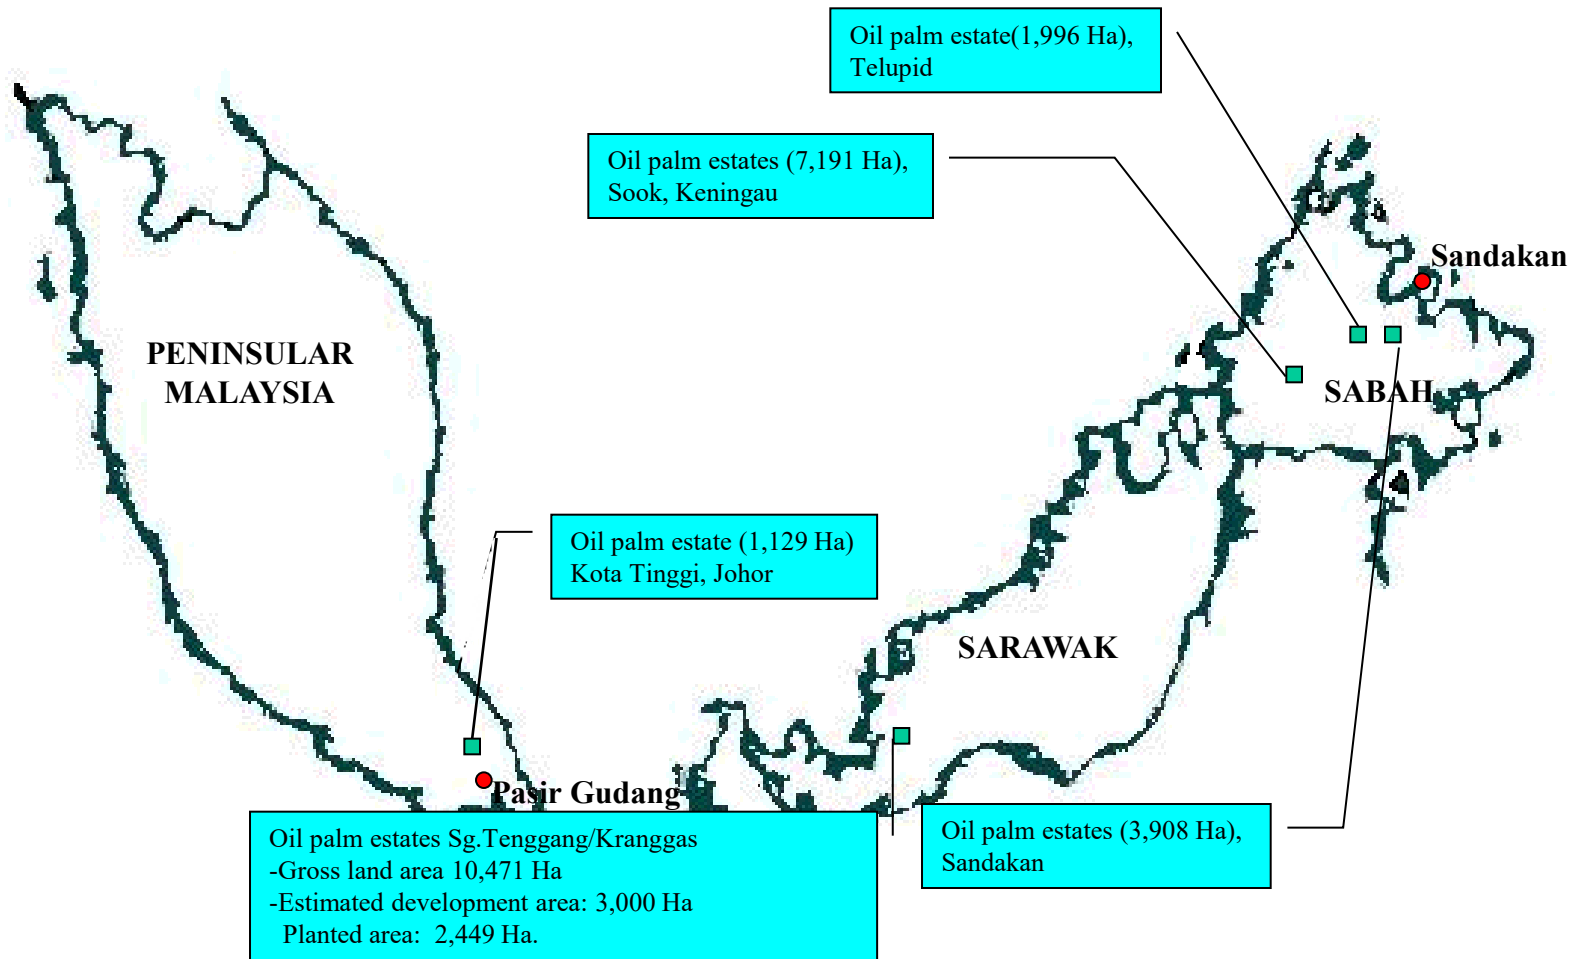 Oil palm estate(1,996 Ha),
Telupid
Oil palm estates (7,191 Ha),
Sook, Keningau
Sandakan
PENINSULAR
MALAYSIA
SABAH
Oil palm estate (1,129 Ha)
Kota Tinggi, Johor
SARAWAK
Pasir Gudang
Oil palm estates Sg.Tenggang/Kranggas
-Gross land area 10,471 Ha
-Estimated development area: 3,000 Ha
Planted area: 2,449 Ha.
Oil palm estates (3,908 Ha),
Sandakan